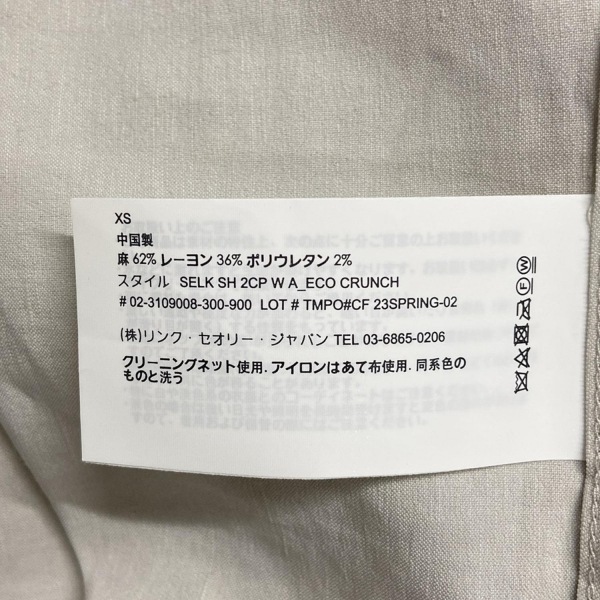 XS
中国製
麻 62% レーヨン 36% ポリウレタン 2%
スタイル SELK SH 2CP W A_ECO CRUNCH
# 02-3109008-300-900 LOT # TMPO#CF 23SPRING-02
(株)リンク・セオリー・ジャパン TEL 03-6865-0206
クリーニングネット使用. アイロンはあて布使用. 同系色の
ものと洗う